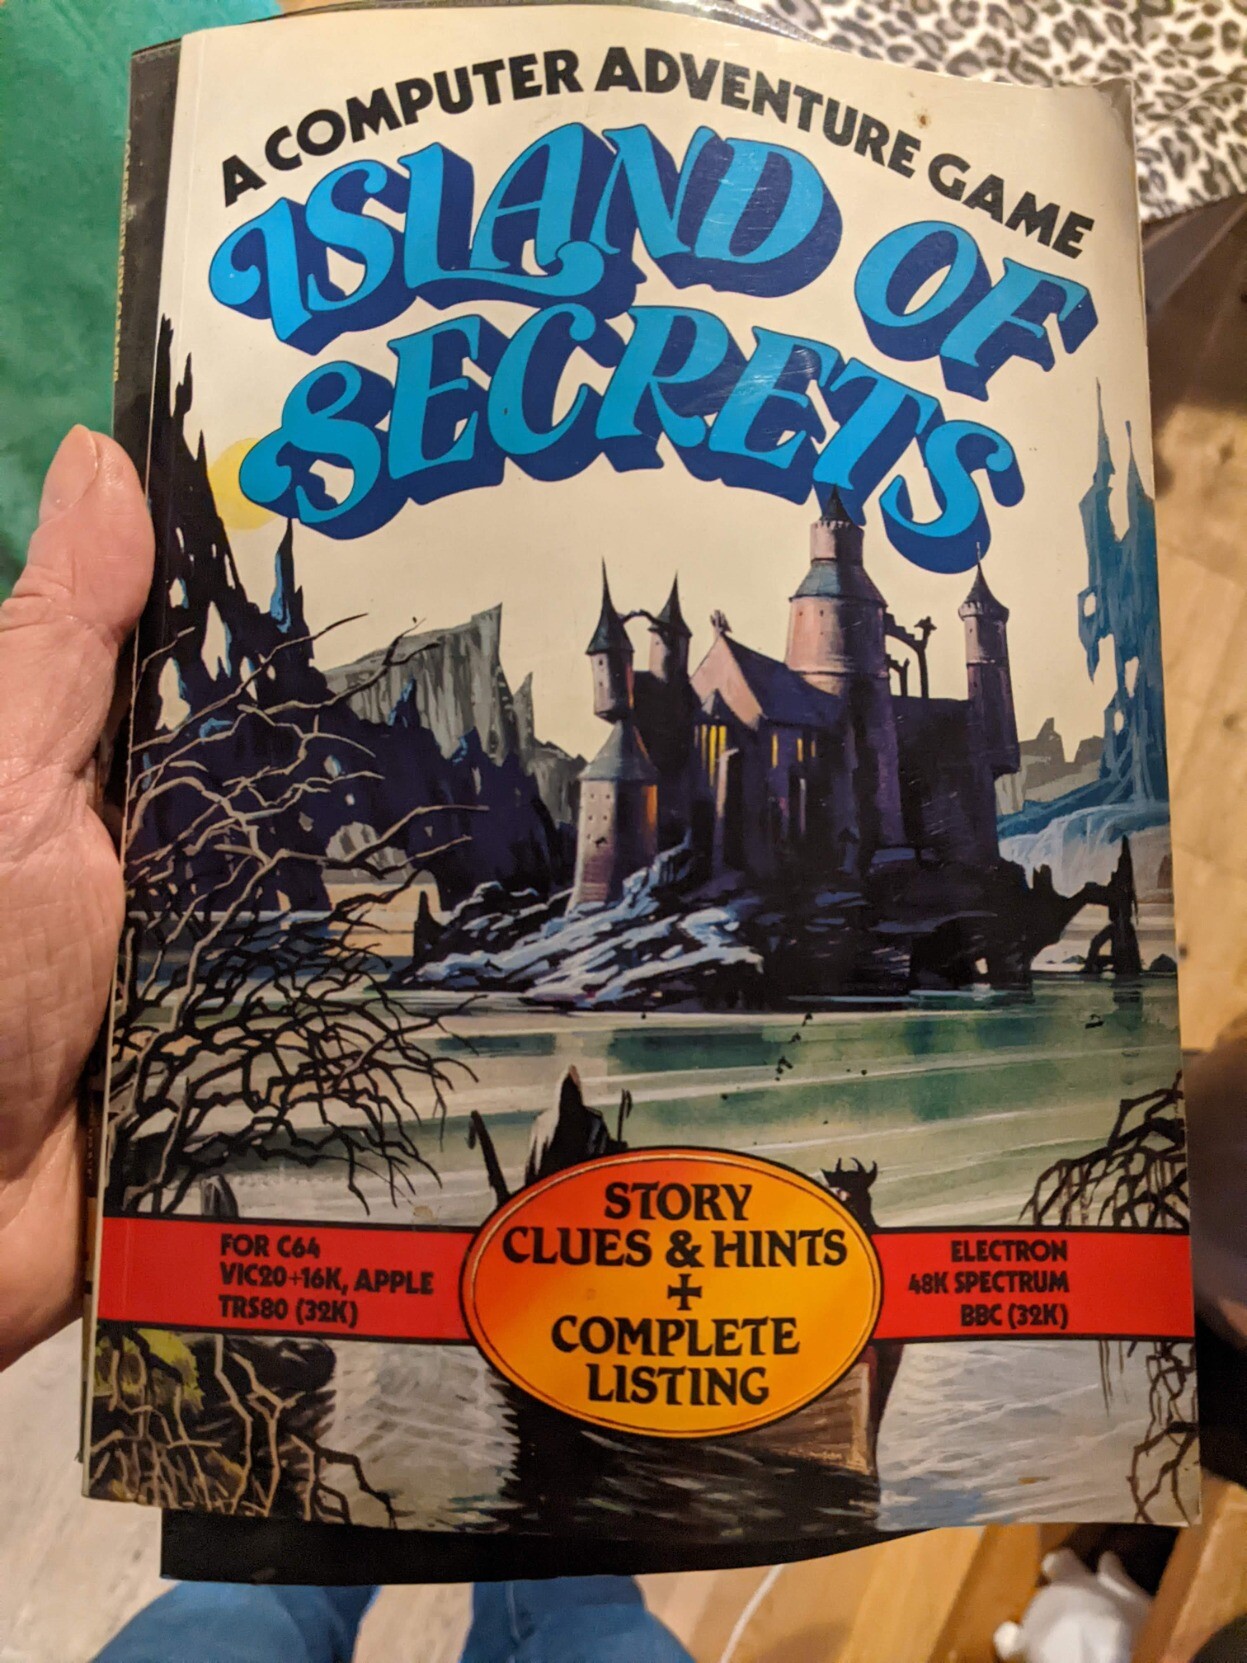 A COMPUTER ADVENTURE GAME
ISLAND OF
SECRETS
STORY
CLUES & HINTS
+
COMPLETE
LISTING
FOR C64
VIC20+16K, APPLE
TRS80 (32K)
ELECTRON
48K SPECTRUM
BBC (32K)